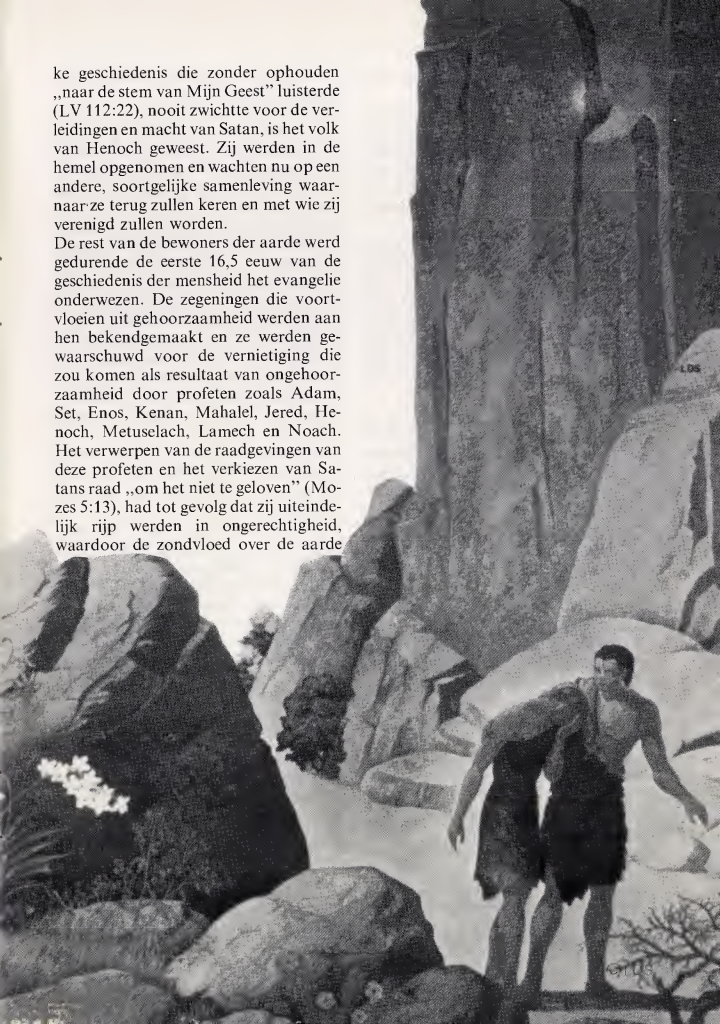 ke geschiedenis die zonder ophouden
„naar de stem van Mijn Geest” luisterde
(LV 112:22), nooit zwichtte voor de ver-
leidingen en macht van Satan, is het volk
van Henoch geweest. Zij werden in de
hemel opgenomen en wachten nu op een
andere, soortgelijke samenleving waar-
naar ze terug zullen keren en met wie zij
verenigd zullen worden.
De rest van de bewoners der aarde werd
gedurende de eerste 16,5 eeuw van de
geschiedenis der mensheid het evangelie
onderwezen. De zegeningen die voort-
vloeien uit gehoorzaamheid werden aan
hen bekendgemaakt en ze werden ge-
waarschuwd voor de vernietiging die
zou komen als resultaat van ongehoor-
zaamheid door profeten zoals Adam,
Set, Enos, Kenan, Mahalel, Jered, He-
noch, Metuselach, Lamech en Noach.
Het verwerpen van de raadgevingen van
deze profeten en het verkiezen van Sa-
tans raad „om het niet te geloven” (Mo-
zes 5:13), had tot gevolg dat zij uiteinde-
lijk rijp werden in ongerechtigheid,
waardoor de zondvloed over de aarde
LDS